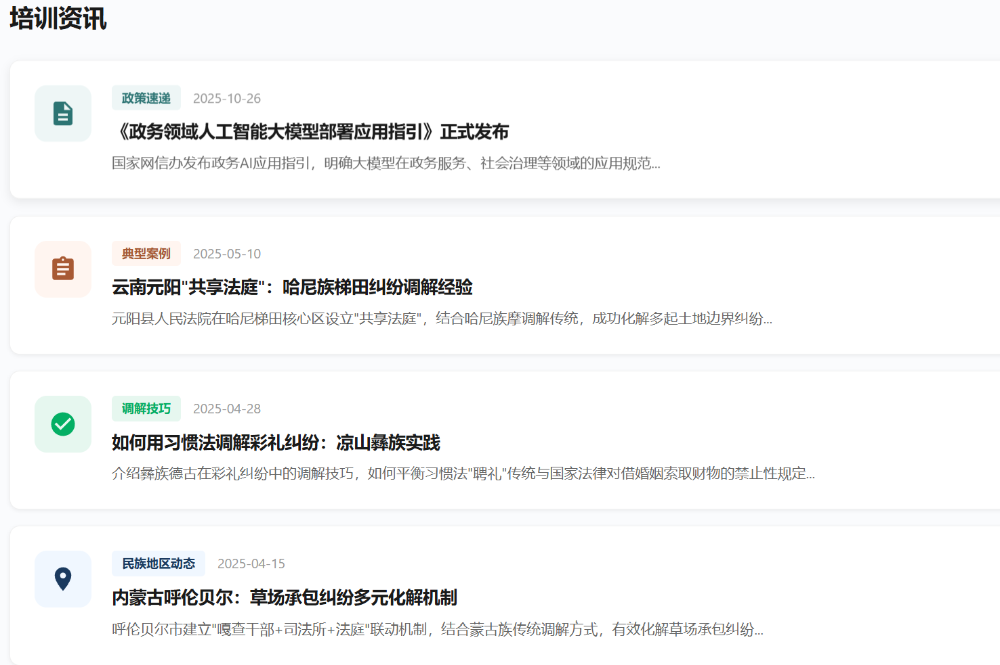 培训资讯
政策速递 2025-10-26
《政务领域人工智能大模型部署应用指引》正式发布
国家网信办发布政务AI应用指引，明确大模型在政务服务、社会治理等领域的应用规范...
典型案例 2025-05-10
云南元阳"共享法庭"：哈尼族梯田纠纷调解经验
元阳县人民法院在哈尼梯田核心区设立"共享法庭"，结合哈尼族摩调解传统，成功化解多起土地边界纠纷...
调解技巧 2025-04-28
如何用习惯法调解彩礼纠纷：凉山彝族实践
介绍彝族德古在彩礼纠纷中的调解技巧，如何平衡习惯法"聘礼"传统与国家法律对借婚姻索取财物的禁止性规定...
民族地区动态 2025-04-15
内蒙古呼伦贝尔：草场承包纠纷多元化解机制
呼伦贝尔市建立"嘎查干部+司法所+法庭"联动机制，结合蒙古族传统调解方式，有效化解草场承包纠纷...